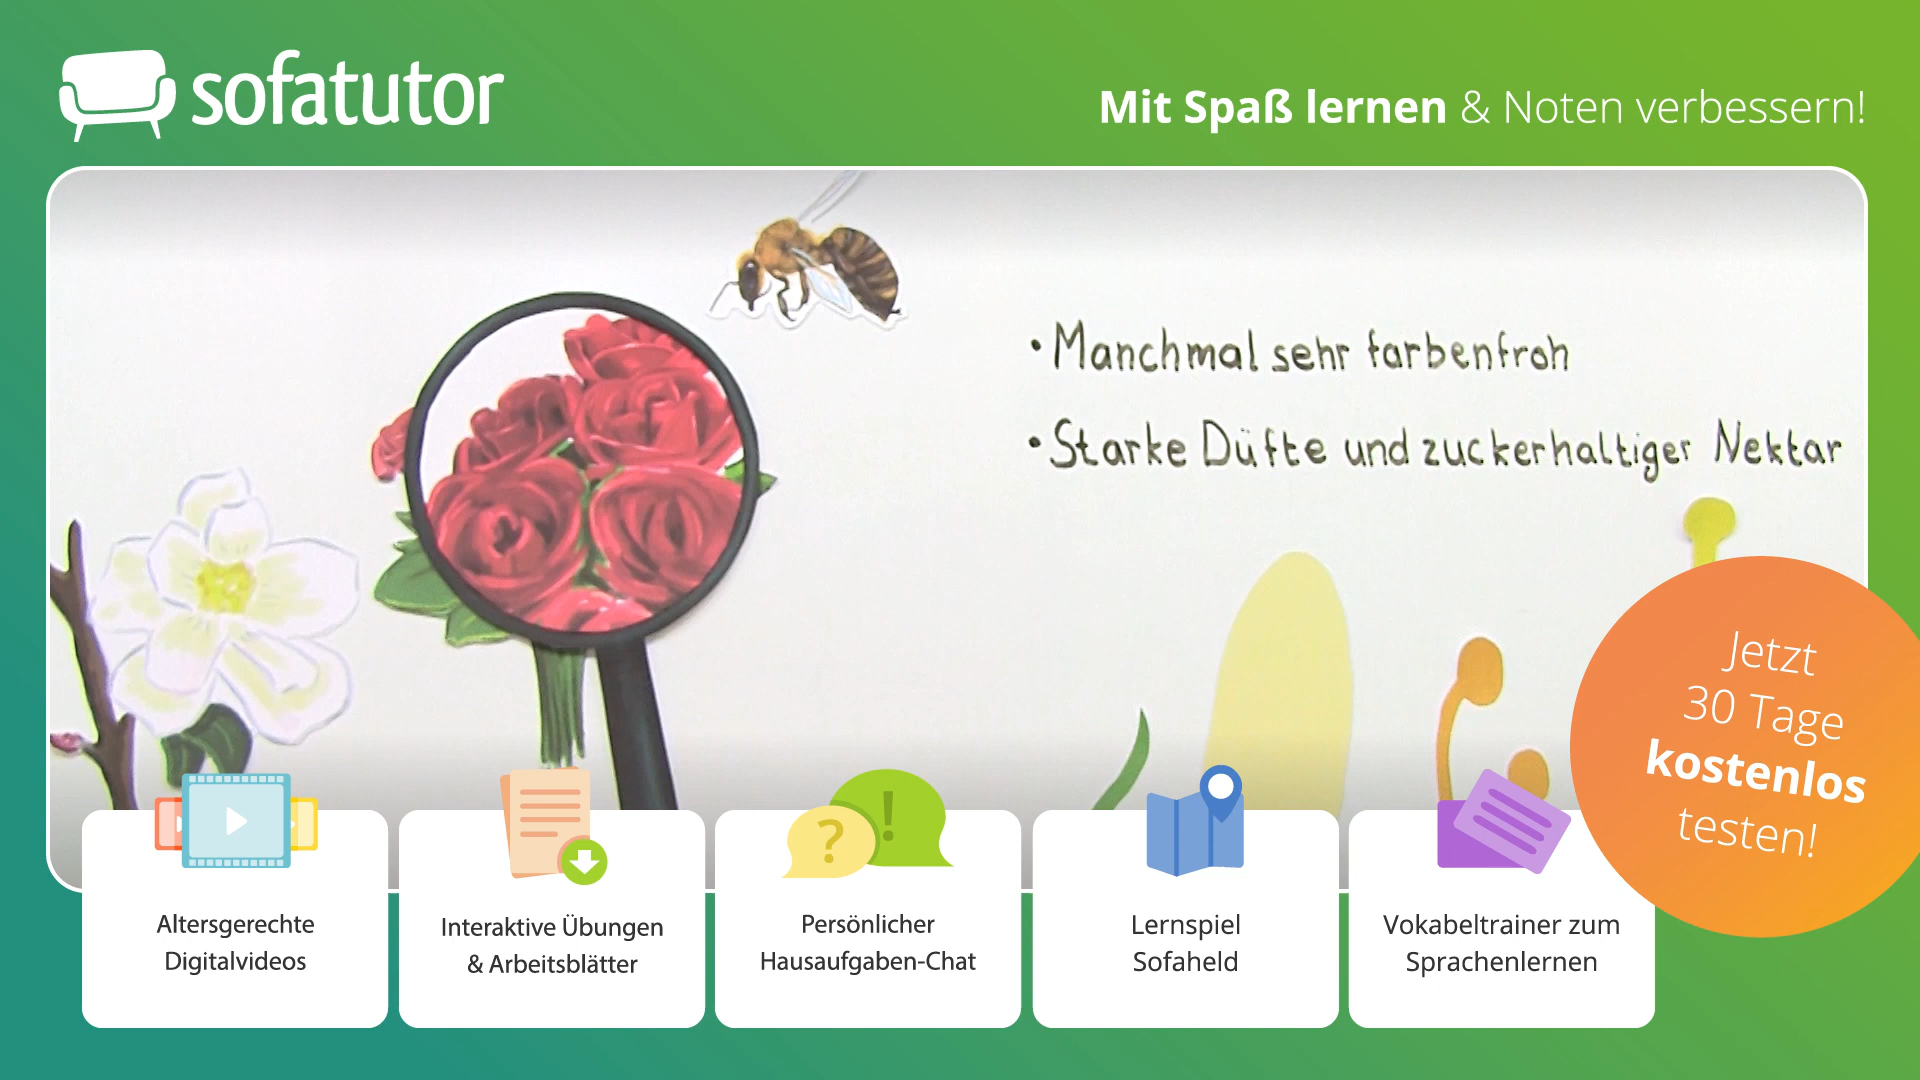 sofatutor
Mit Spaß lernen & Noten verbessern!
• Manchmal sehr farbenfroh
• Starke Düfte und zuckerhaltiger Nektar
Jetzt
30 Tage
kostenlos
testen!
? !
Altersgerechte
Digitalvideos
Interaktive Übungen
& Arbeitsblätter
Persönlicher
Hausaufgaben-Chat
Lernspiel
Sofaheld
Vokabeltrainer zum
Sprachenlernen